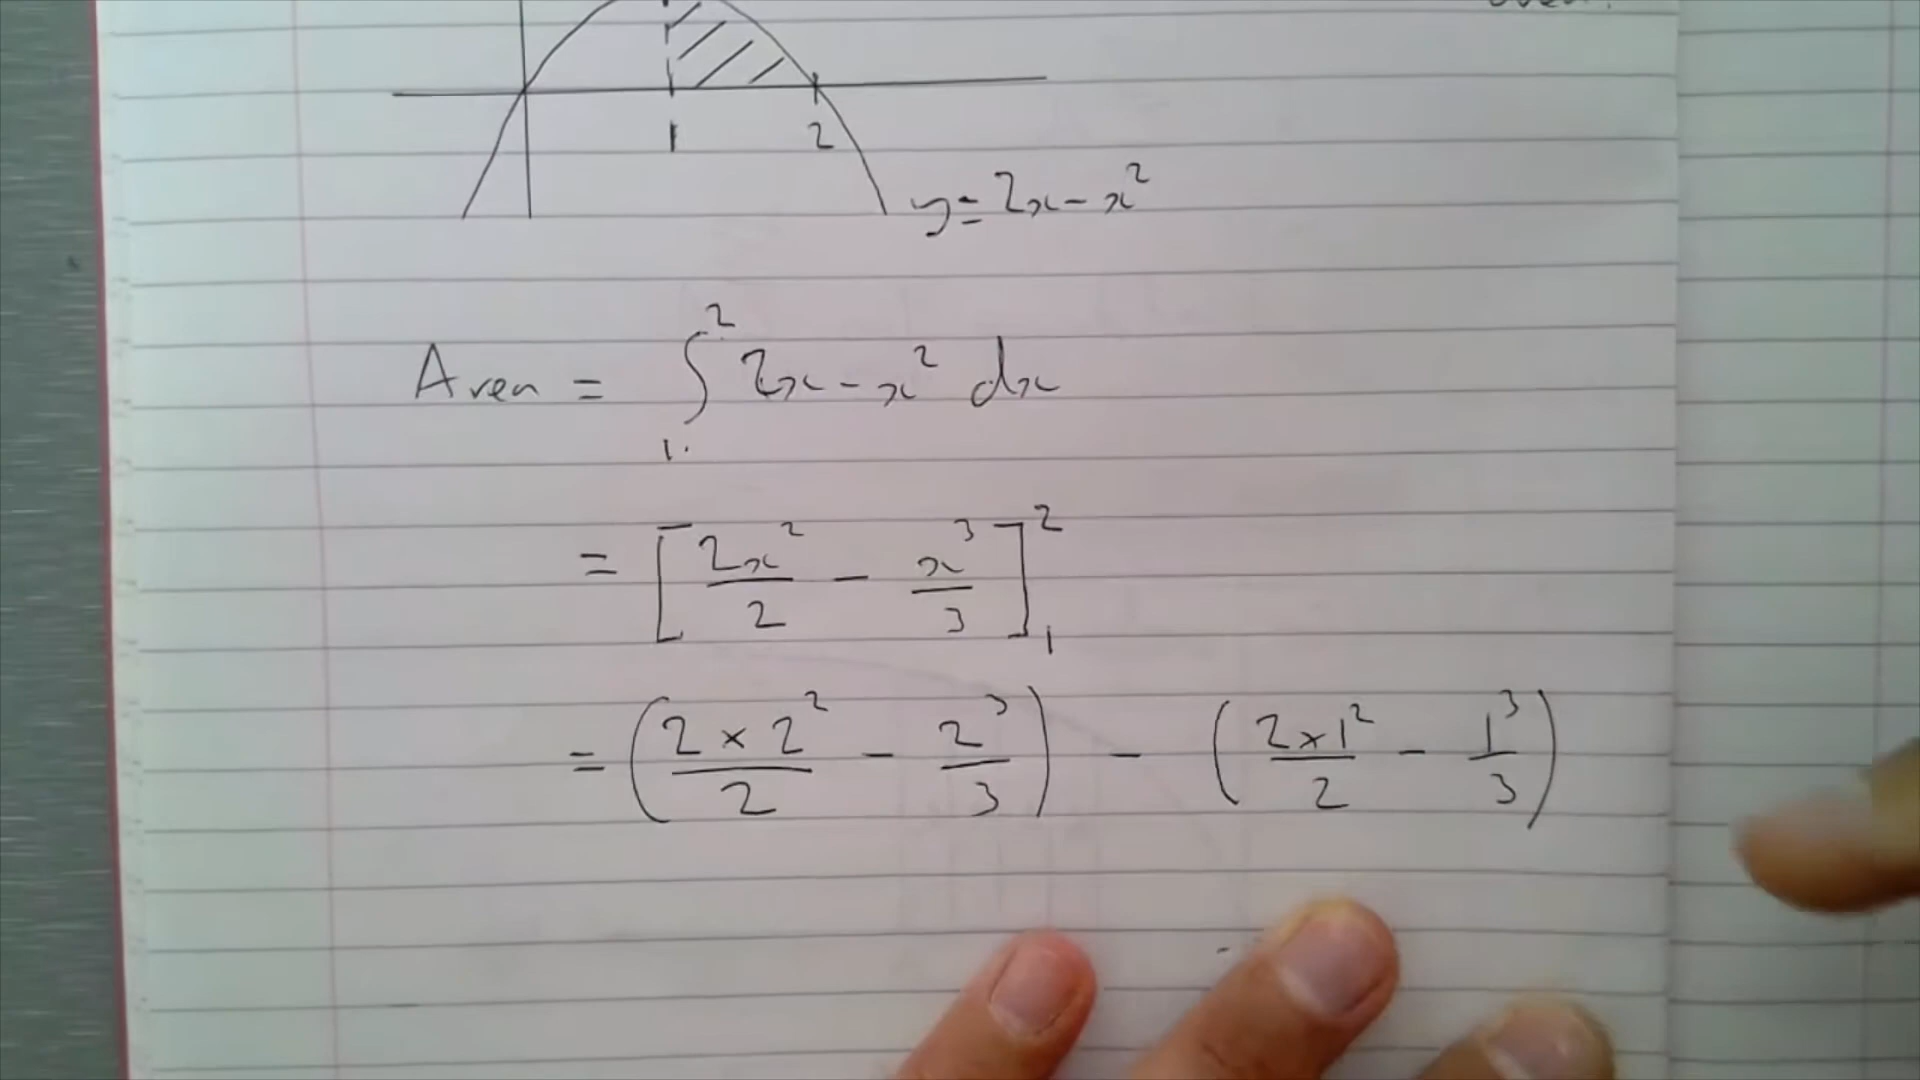 1 2
y = 2x - x²
Area = ∫₁² 2x - x² dx
= [2x²/2 - x³/3]₁²
= (2 × 2²/2 - 2³/3) - (2 × 1²/2 - 1³/3)